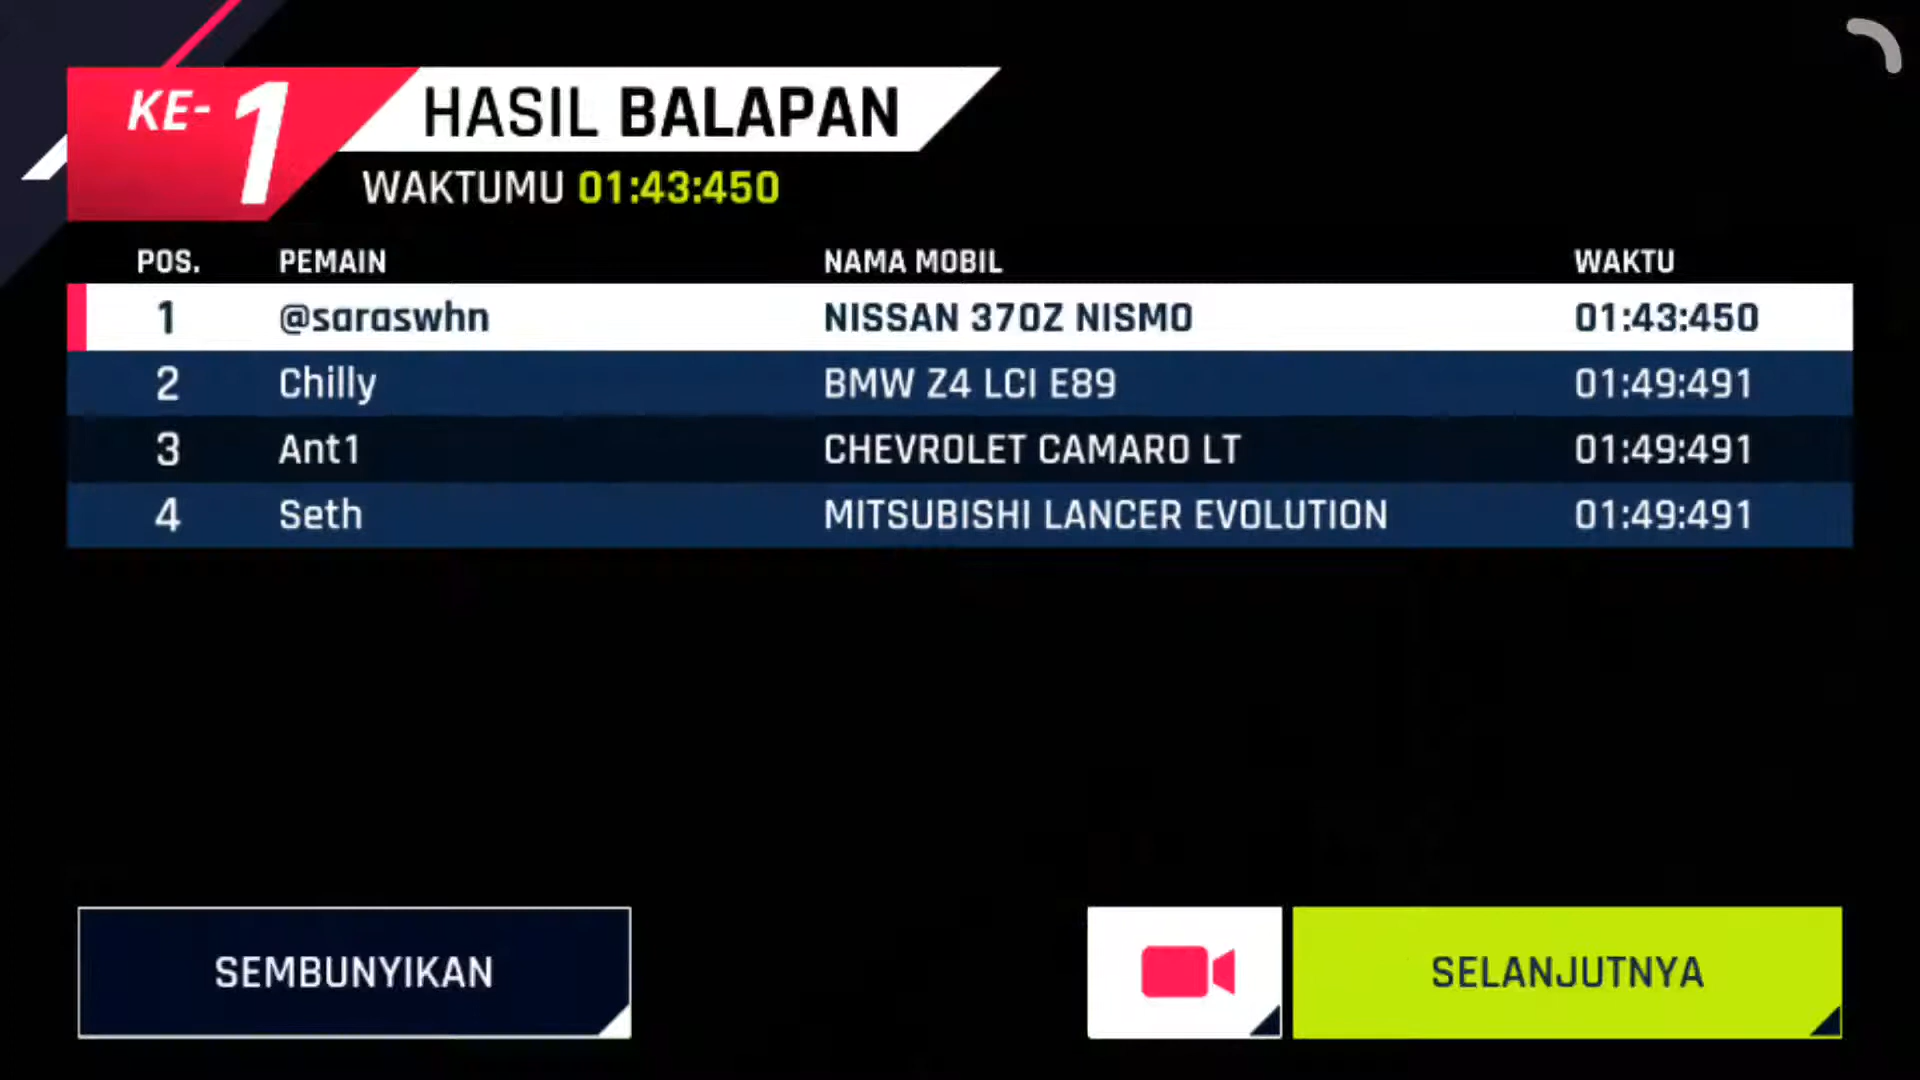 KE-1
HASIL BALAPAN
WAKTUMU 01:43:450
POS. PEMAIN NAMA MOBIL WAKTU
1 @saraswhn NISSAN 370Z NISMO 01:43:450
2 Chilly BMW Z4 LCI E89 01:49:491
3 Ant1 CHEVROLET CAMARO LT 01:49:491
4 Seth MITSUBISHI LANCER EVOLUTION 01:49:491
SEMBUNYIKAN
SELANJUTNYA